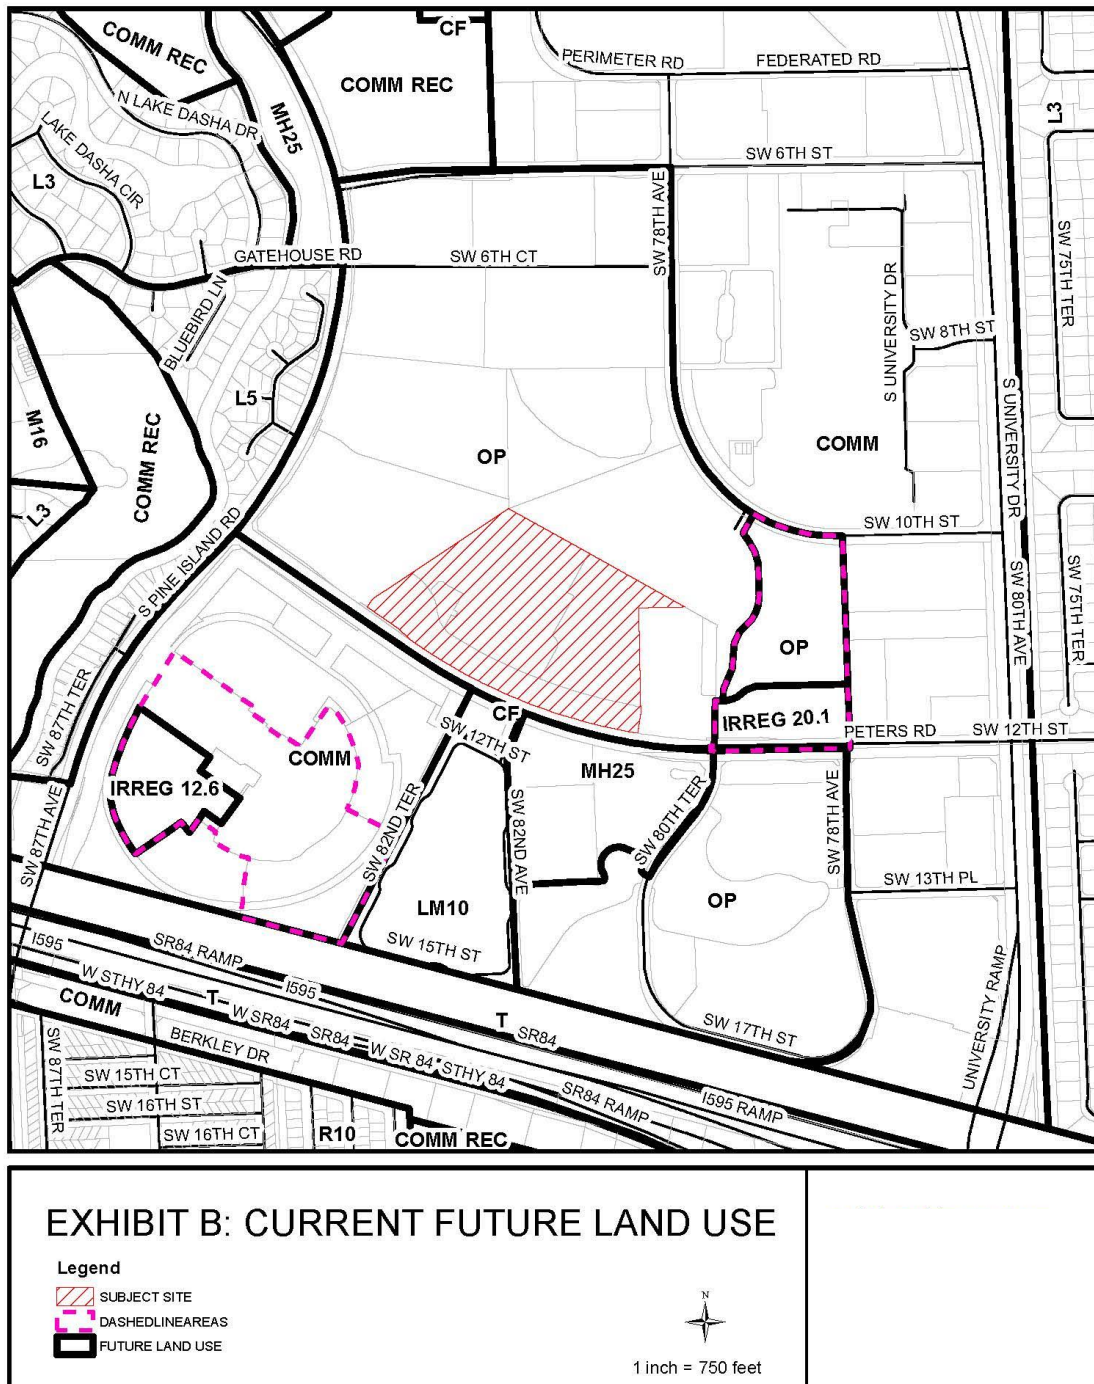 COMM REC
CF
PERIMETER RD
FEDERATED RD
COMM REC
N LAKE DASHA DR
MH25
L3
LAKE DASHA CIR
SW 6TH ST
L3
SW 78TH AVE
GATEHOUSE RD
SW 6TH CT
SW 75TH TER
S UNIVERSITY DR
BLUEBIRD LN
SW 8TH ST
L5
M16
COMM REC
S UNIVERSITY DR
OP
COMM
L3
SW 10TH ST
S PINE ISLAND RD
SW 80TH AVE
SW 75TH TER
OP
SW 87TH TER
CF
IRREG 20.1
PETERS RD
SW 12TH ST
SW 12TH ST
COMM
MH25
IRREG 12.6
SW 82ND TER
SW 82ND AVE
SW 80TH TER
SW 78TH AVE
SW 87TH AVE
SW 13TH PL
LM10
OP
SW 15TH ST
I595
SR84 RAMP
W STHY 84
I595
COMM
T
W SR84
SR84
W SR 84
STHY 84
T
SR84
SW 17TH ST
UNIVERSITY RAMP
BERKLEY DR
SW 87TH TER
SW 15TH CT
SR84 RAMP
I595 RAMP
SW 16TH ST
SW 16TH CT
R10
COMM REC
EXHIBIT B: CURRENT FUTURE LAND USE
Legend
SUBJECT SITE
DASHEDLINEAREAS
FUTURE LAND USE
N
1 inch = 750 feet